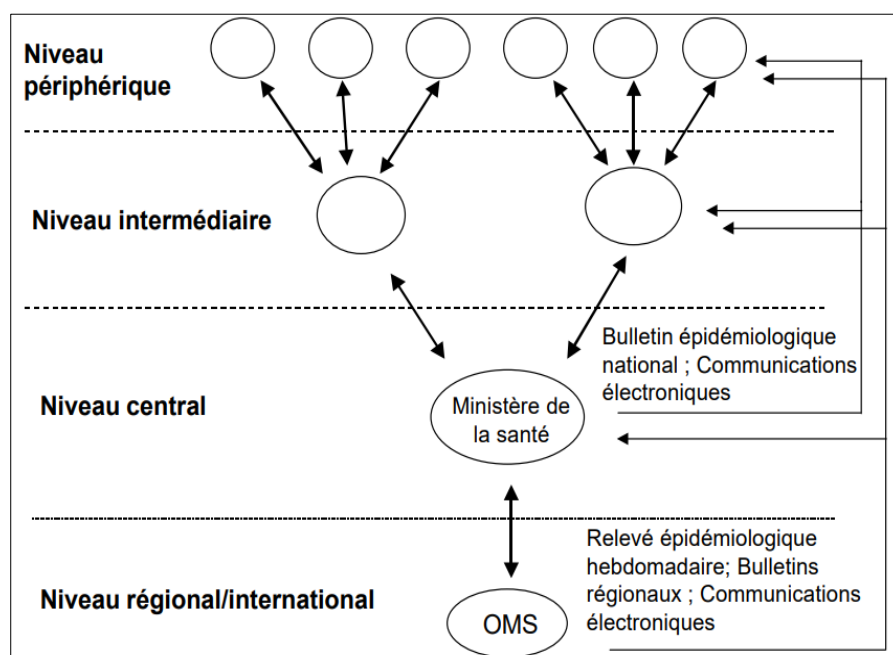 Niveau
périphérique
Niveau intermédiaire
Bulletin épidémiologique
national ; Communications
électroniques
Niveau central
Ministère de
la santé
Relevé épidémiologique
hebdomadaire; Bulletins
régionaux ; Communications
électroniques
Niveau régional/international
OMS